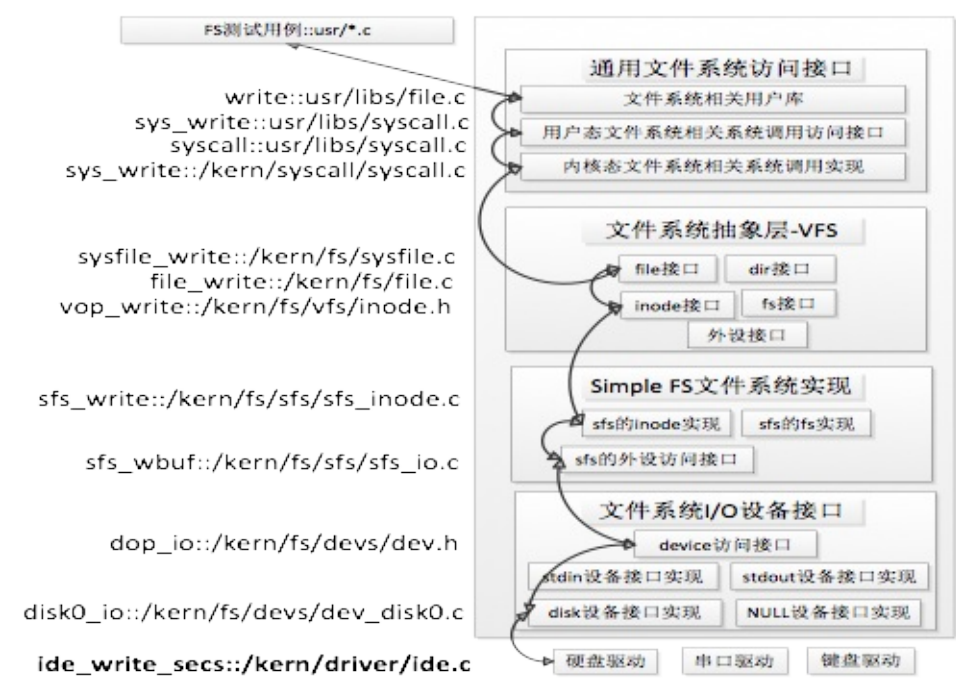 FS测试用例::usr/*.c
通用文件系统访问接口
write::usr/libs/file.c
文件系统相关用户库
sys_write::usr/libs/syscall.c
用户态文件系统相关系统调用访问接口
syscall::usr/libs/syscall.c
sys_write::/kern/syscall/syscall.c
内核态文件系统相关系统调用实现
文件系统抽象层-VFS
sysfile_write::/kern/fs/sysfile.c
file接口
dir接口
file_write::/kern/fs/file.c
vop_write::/kern/fs/vfs/inode.h
inode接口
fs接口
外设接口
Simple FS文件系统实现
sfs_write::/kern/fs/sfs/sfs_inode.c
sfs的inode实现
sfs的fs实现
sfs_wbuf::/kern/fs/sfs/sfs_io.c
sfs的外设访问接口
文件系统I/O设备接口
dop_io::/kern/fs/devs/dev.h
device访问接口
stdin设备接口实现
stdout设备接口实现
disk0_io::/kern/fs/devs/dev_disk0.c
disk设备接口实现
NULL设备接口实现
ide_write_secs::/kern/driver/ide.c
硬盘驱动
串口驱动
键盘驱动